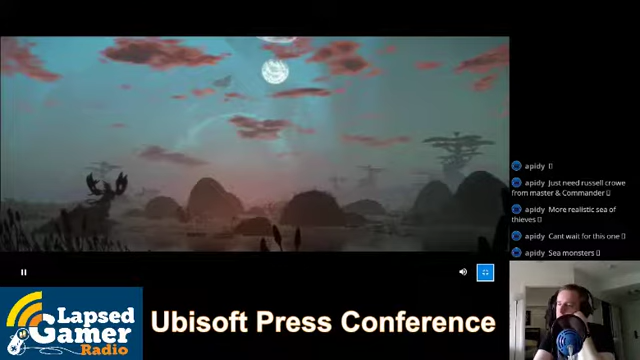 apidy
apidy Just need russell crowe
from master & Commander
apidy More realistic sea of
thieves
apidy Cant wait for this one
apidy Sea monsters
Lapsed
Gamer
Radio
Ubisoft Press Conference